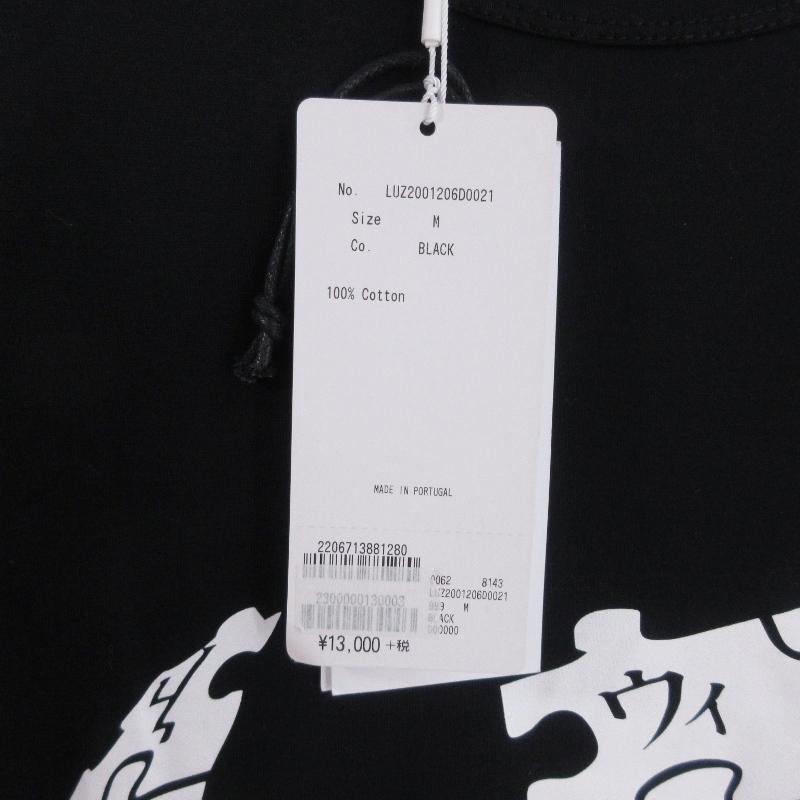 No. LUZ2001206D0021
Size M
Co. BLACK
100% Cotton
MADE IN PORTUGAL
2206713881280
2300000130003
¥13,000 +税
0062 8143
LUZ2001206D0021
999 M
BLACK
000000
ウィ